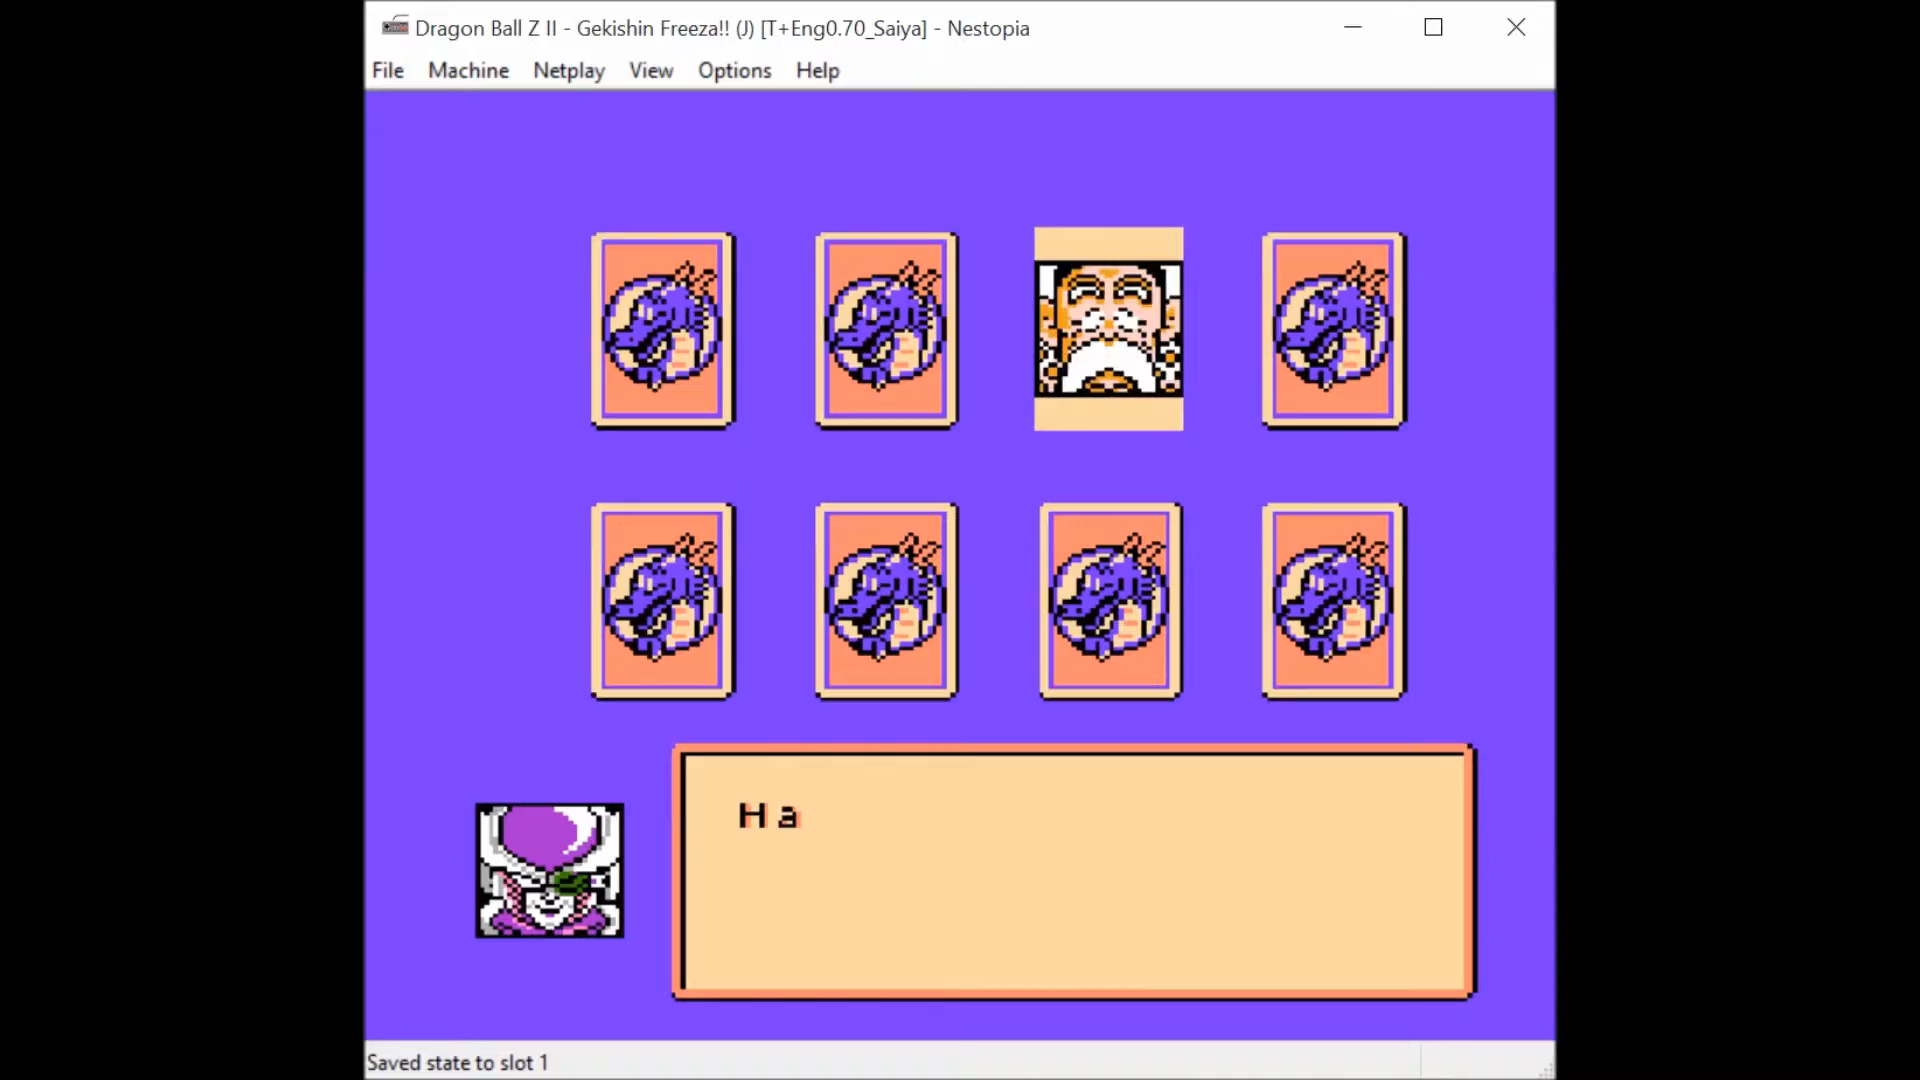 Dragon Ball Z II - Gekishin Freeza!! (J) [T+Eng0.70_Saiya] - Nestopia
File Machine Netplay View Options Help
Ha
Saved state to slot 1